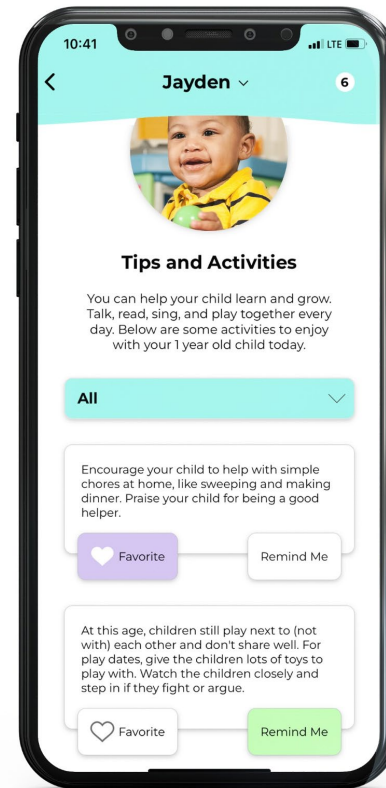 10:41
LTE
Jayden
6
Tips and Activities
You can help your child learn and grow.
Talk, read, sing, and play together every
day. Below are some activities to enjoy
with your 1 year old child today.
All
Encourage your child to help with simple
chores at home, like sweeping and making
dinner. Praise your child for being a good
helper.
Favorite
Remind Me
At this age, children still play next to (not
with) each other and don't share well. For
play dates, give the children lots of toys to
play with. Watch the children closely and
step in if they fight or argue.
Favorite
Remind Me